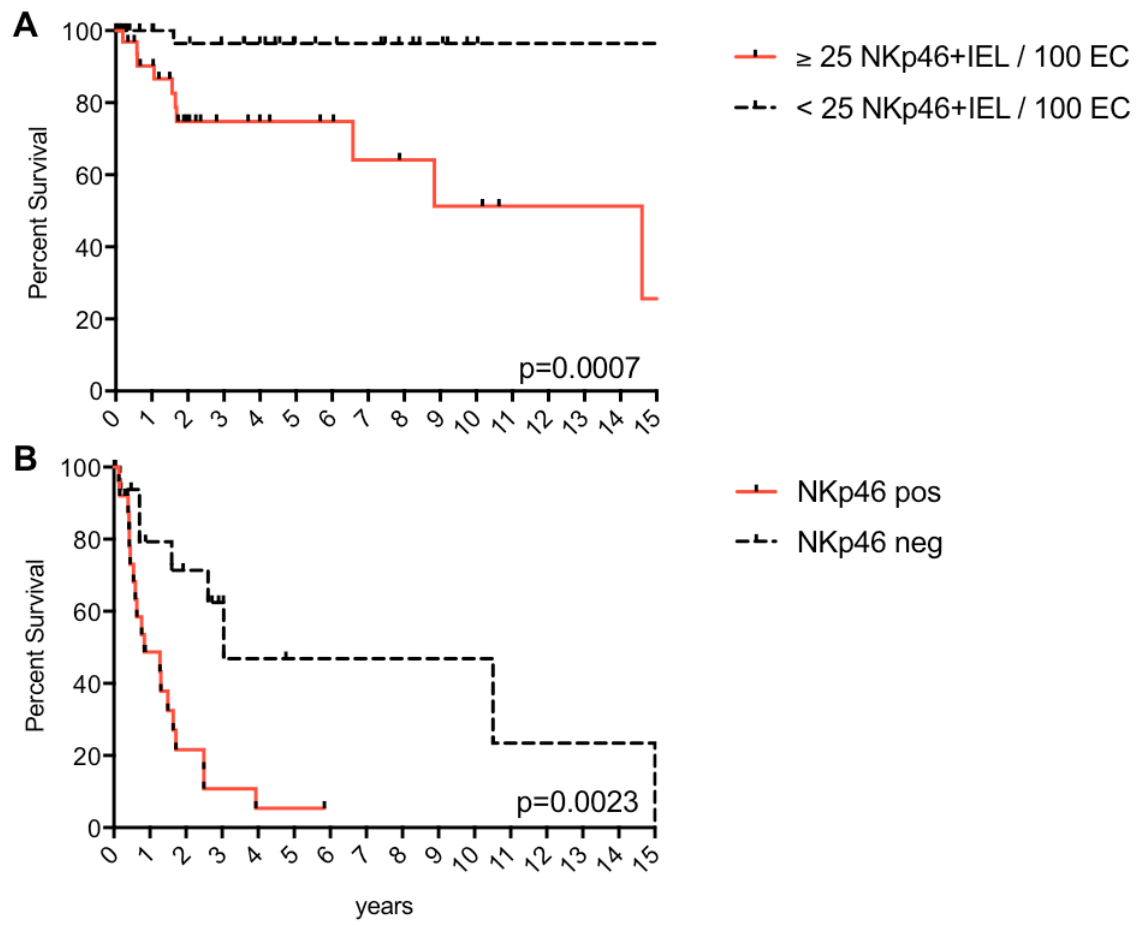 A
100
80
60
40
20
0
Percent Survival
0 1 2 3 4 5 6 7 8 9 10 11 12 13 14 15
p=0.0007
≥ 25 NKp46+IEL / 100 EC
< 25 NKp46+IEL / 100 EC
B
100
80
60
40
20
0
Percent Survival
0 1 2 3 4 5 6 7 8 9 10 11 12 13 14 15
p=0.0023
years
NKp46 pos
NKp46 neg